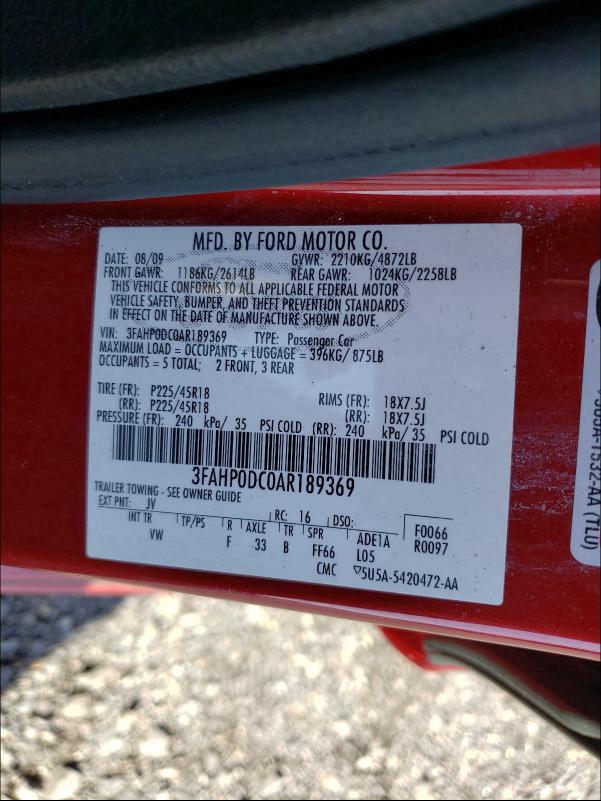 MFD. BY FORD MOTOR CO.
DATE: 08/09 GVWR: 2210KG/4872LB
FRONT GAWR: 1186KG/2614LB REAR GAWR: 1024KG/2258LB
THIS VEHICLE CONFORMS TO ALL APPLICABLE FEDERAL MOTOR
VEHICLE SAFETY, BUMPER, AND THEFT PREVENTION STANDARDS
IN EFFECT ON THE DATE OF MANUFACTURE SHOWN ABOVE.
VIN: 3FAHP0DC0AR189369 TYPE: Passenger Car
MAXIMUM LOAD = OCCUPANTS + LUGGAGE = 396KG/ 875LB
OCCUPANTS = 5 TOTAL; 2 FRONT, 3 REAR
TIRE (FR): P225/45R18 RIMS (FR): 18X7.5J
(RR): P225/45R18 (RR): 18X7.5J
PRESSURE (FR): 240 kPa/ 35 PSI COLD (RR): 240 kPa/ 35 PSI COLD
3FAHP0DC0AR189369
TRAILER TOWING - SEE OWNER GUIDE
EXT PNT: JV RC: 16 DSO: F0066
INT TR TP/PS R AXLE TR SPR ADE1A R0097
VW F 33 B FF66 L05
CMC ▽5U5A-5420472-AA
1532-AA (TLU)